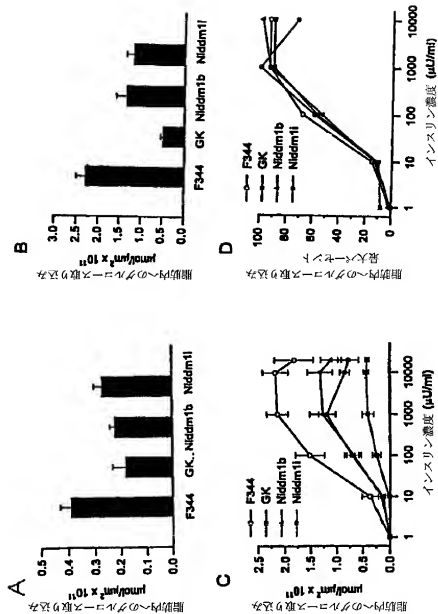 A
脂肪内へのグルコース取り込み
µmol/µm² x 10¹¹
0.5
0.4
0.3
0.2
0.1
0.0
F344 GK.. Niddm1b Niddm1i
B
脂肪内へのグルコース取り込み
µmol/µm² x 10¹¹
3.0
2.5
2.0
1.5
1.0
0.5
0.0
F344 GK Niddm1b Niddm1i
C
脂肪内へのグルコース取り込み
µmol/µm² x 10¹¹
2.5
2.0
1.5
1.0
0.5
0.0
F344
GK
Niddm1b
Niddm1i
1 10 100 1000 10000
インスリン濃度 (µU/ml)
D
脂肪内へのグルコース取り込み
最大パーセント
100
80
60
40
20
0
F344
GK
Niddm1b
Niddm1i
1 10 100 1000 10000
インスリン濃度 (µU/ml)